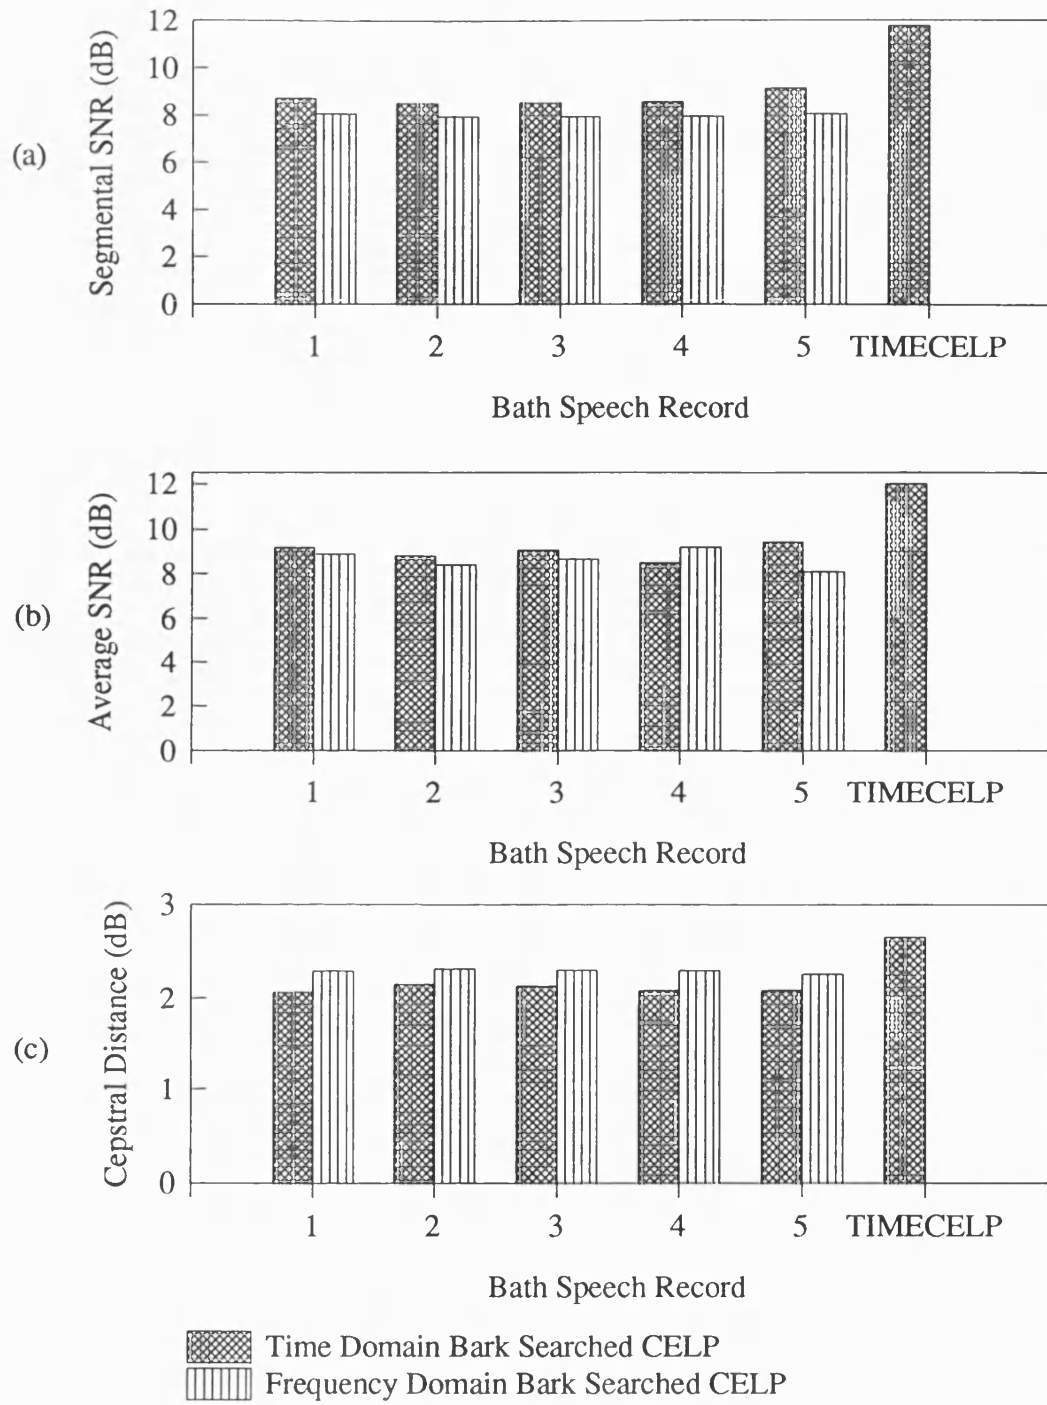 (a)
Segmental SNR (dB)
12
10
8
6
4
2
0
1 2 3 4 5 TIMECELP
Bath Speech Record
(b)
Average SNR (dB)
12
10
8
6
4
2
0
1 2 3 4 5 TIMECELP
Bath Speech Record
(c)
Cepstral Distance (dB)
3
2
1
0
1 2 3 4 5 TIMECELP
Bath Speech Record
Time Domain Bark Searched CELP
Frequency Domain Bark Searched CELP